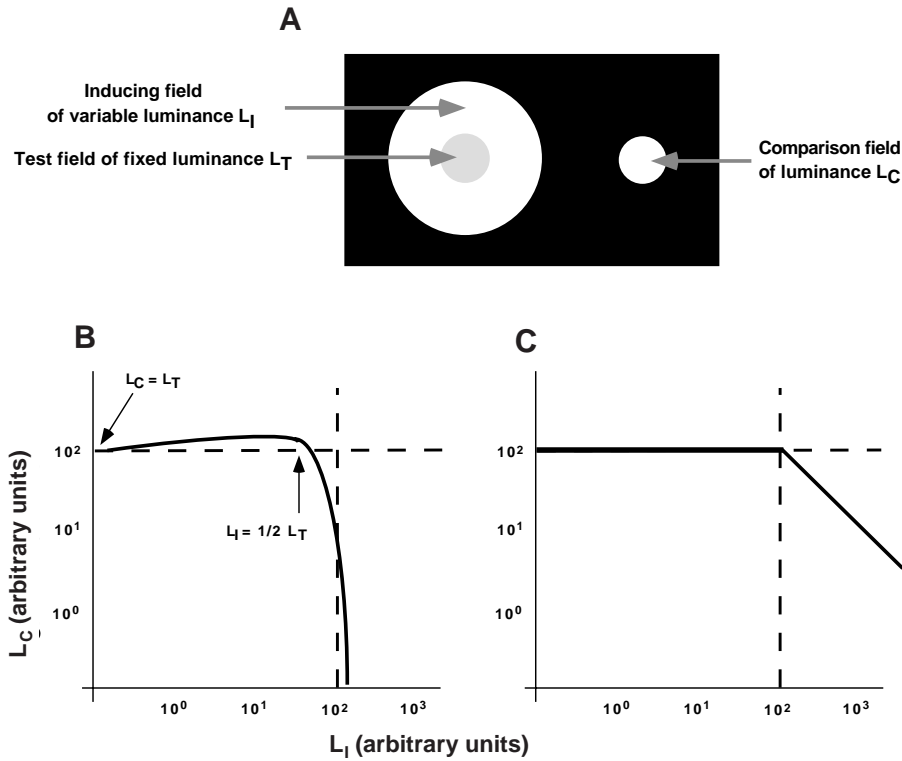 A
Inducing field
of variable luminance LI
Test field of fixed luminance LT
Comparison field
of luminance LC
B
C
LC = LT
LI = 1/2 LT
LC (arbitrary units)
10²
10¹
10⁰
10⁰ 10¹ 10² 10³
10²
10¹
10⁰
10⁰ 10¹ 10² 10³
LI (arbitrary units)